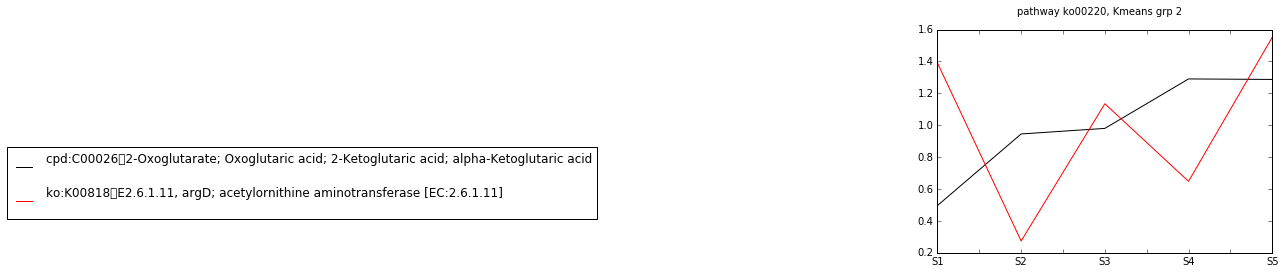 pathway ko00220, Kmeans grp 2
1.6
1.4
1.2
1.0
0.8
0.6
0.4
0.2
S1 S2 S3 S4 S5
cpd:C00026▯2-Oxoglutarate; Oxoglutaric acid; 2-Ketoglutaric acid; alpha-Ketoglutaric acid
ko:K00818▯E2.6.1.11, argD; acetylornithine aminotransferase [EC:2.6.1.11]